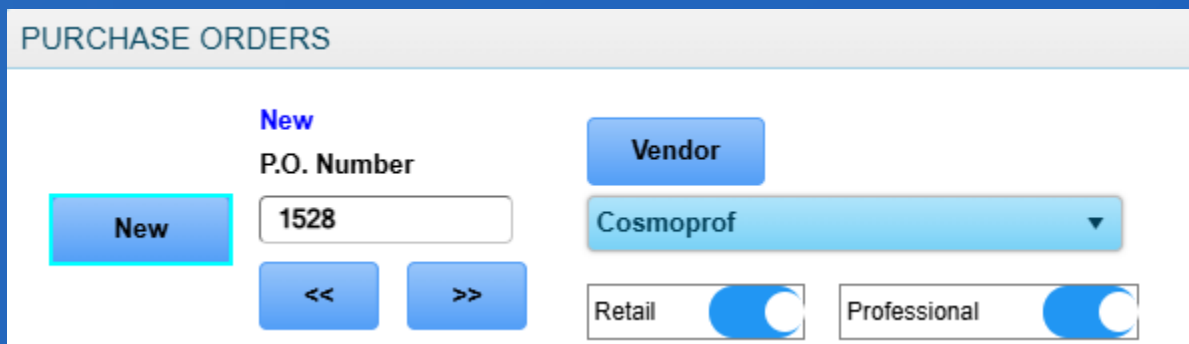 PURCHASE ORDERS
New
P.O. Number
Vendor
New
1528
Cosmoprof
<<
>>
Retail
Professional